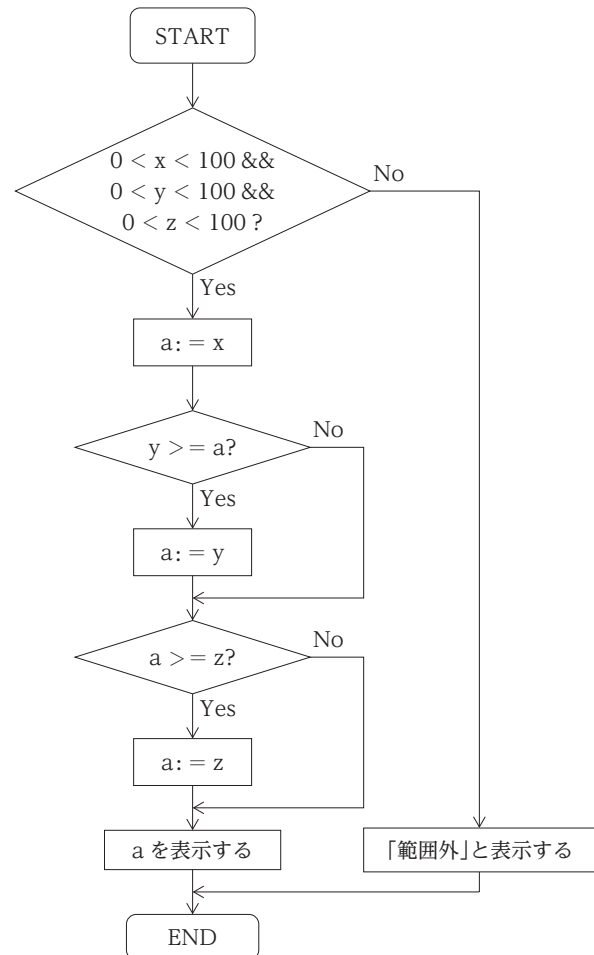 START
0 < x < 100 &&
0 < y < 100 &&
0 < z < 100 ?
No
Yes
a: = x
y > = a?
No
Yes
a: = y
a > = z?
No
Yes
a: = z
a を表示する
「範囲外」と表示する
END